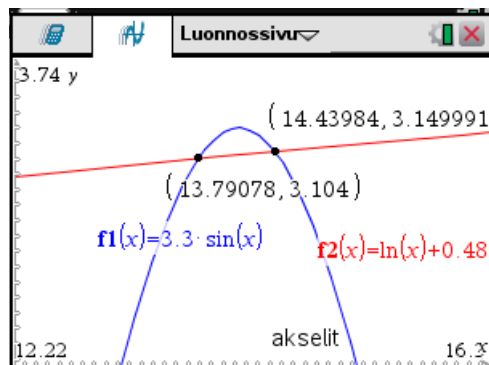 Luonnossivu
3.74 y
(14.43984, 3.149991
(13.79078, 3.104)
f1(x)=3.3·sin(x)
f2(x)=ln(x)+0.48
akselit
12.22
16.3